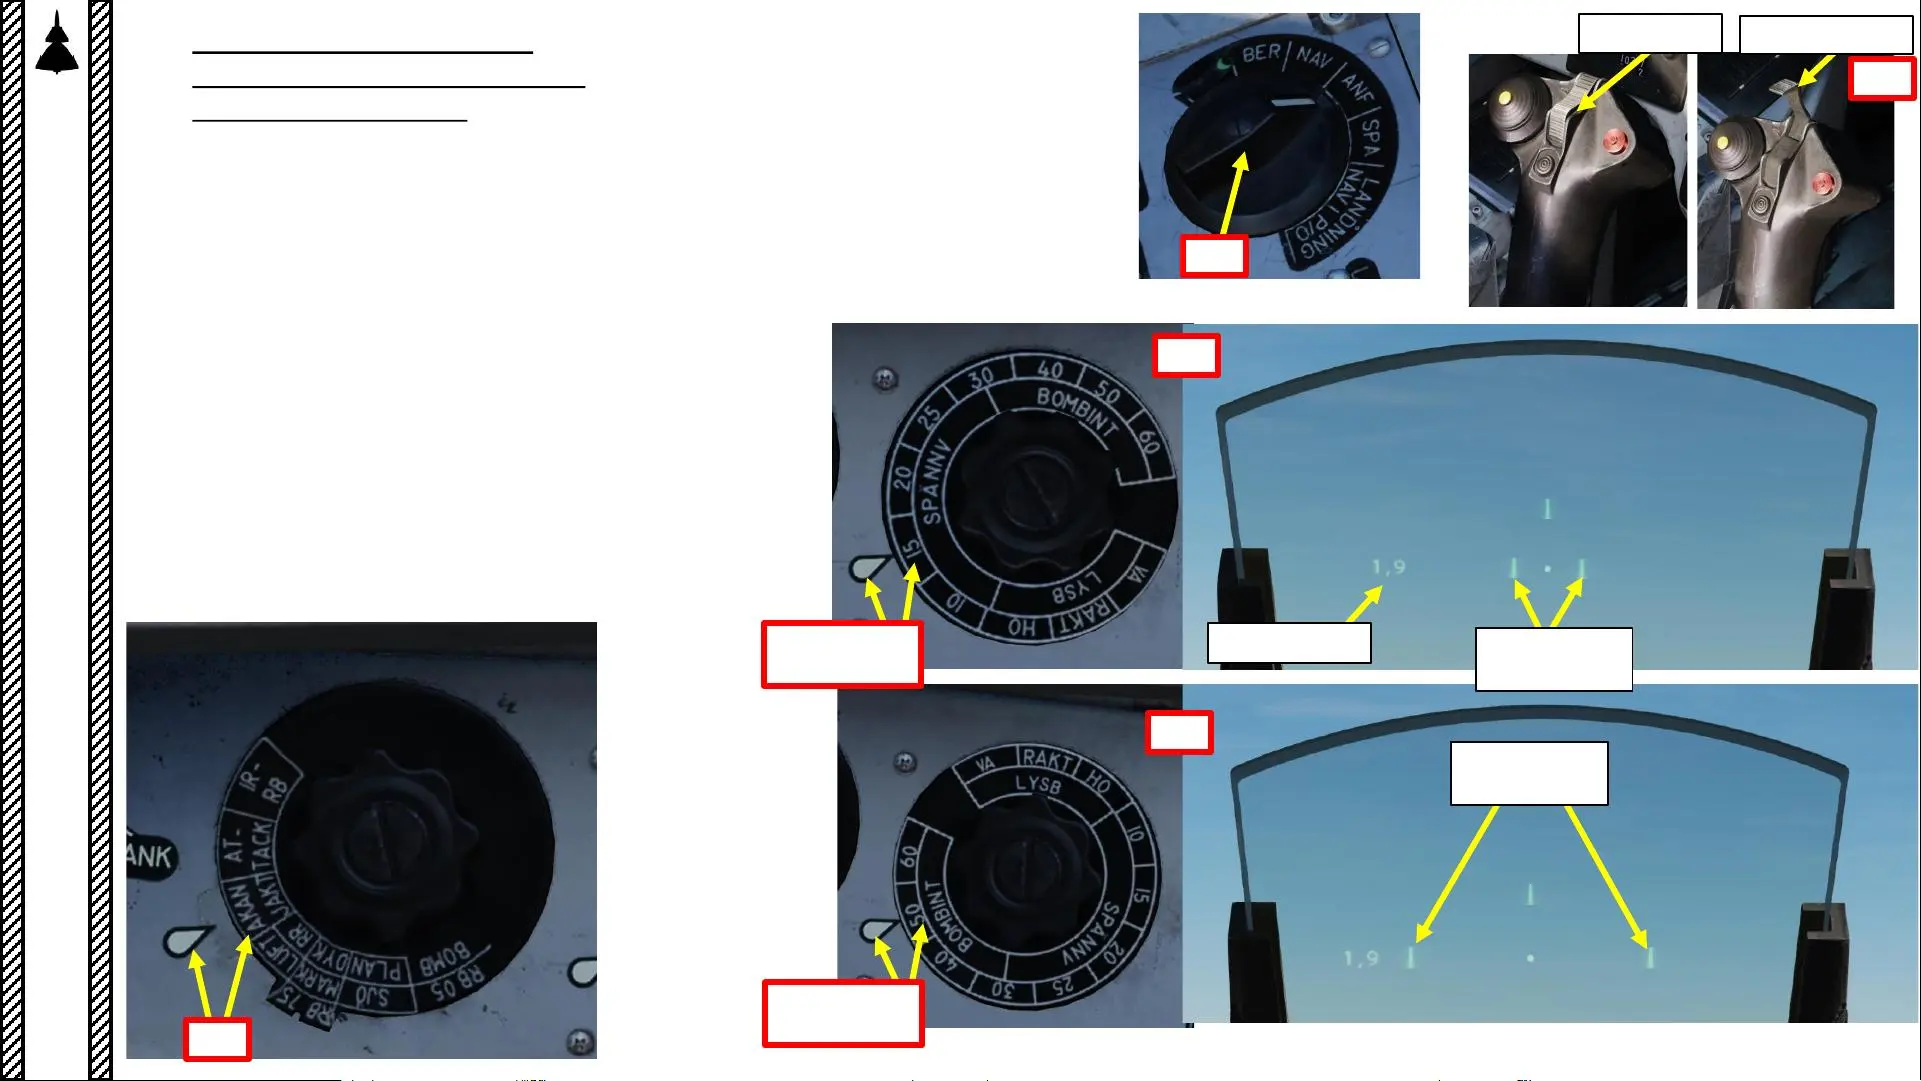 BER
NAV
ANF
SPA
LANDNING
NAV
P/O
30
40
50
60
25
20
15
10
BOMBINT
SPÄNNV
VA
LYSB
RAKT
HO
1,9
IR-
RB
AT-
TACK
AKAN
JAKT
ANK
LUFT
RR
MARK
DYK
PLAN
BOMB
RB 75
SJÖ
RB 05
VA
RAKT
HO
LYSB
10
15
20
25
30
40
50
60
BOMBINT
SPÄNNV
1,9